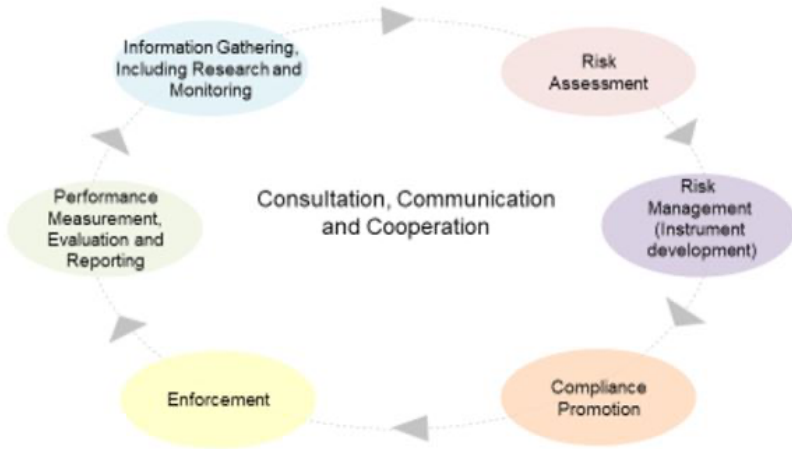 Information Gathering,
Including Research and
Monitoring
Risk
Assessment
Performance
Measurement,
Evaluation and
Reporting
Consultation, Communication
and Cooperation
Risk
Management
(Instrument
development)
Enforcement
Compliance
Promotion